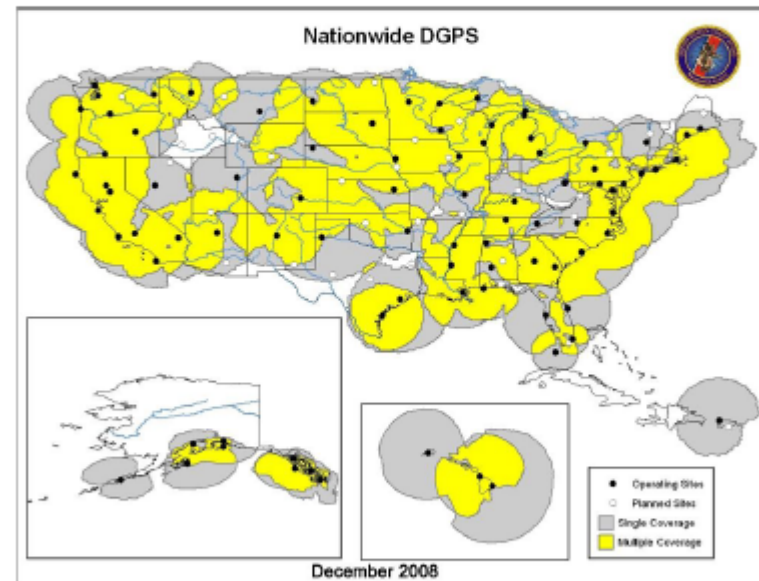 Nationwide DGPS
Operating Sites
Planned Sites
Single Coverage
Multiple Coverage
December 2008